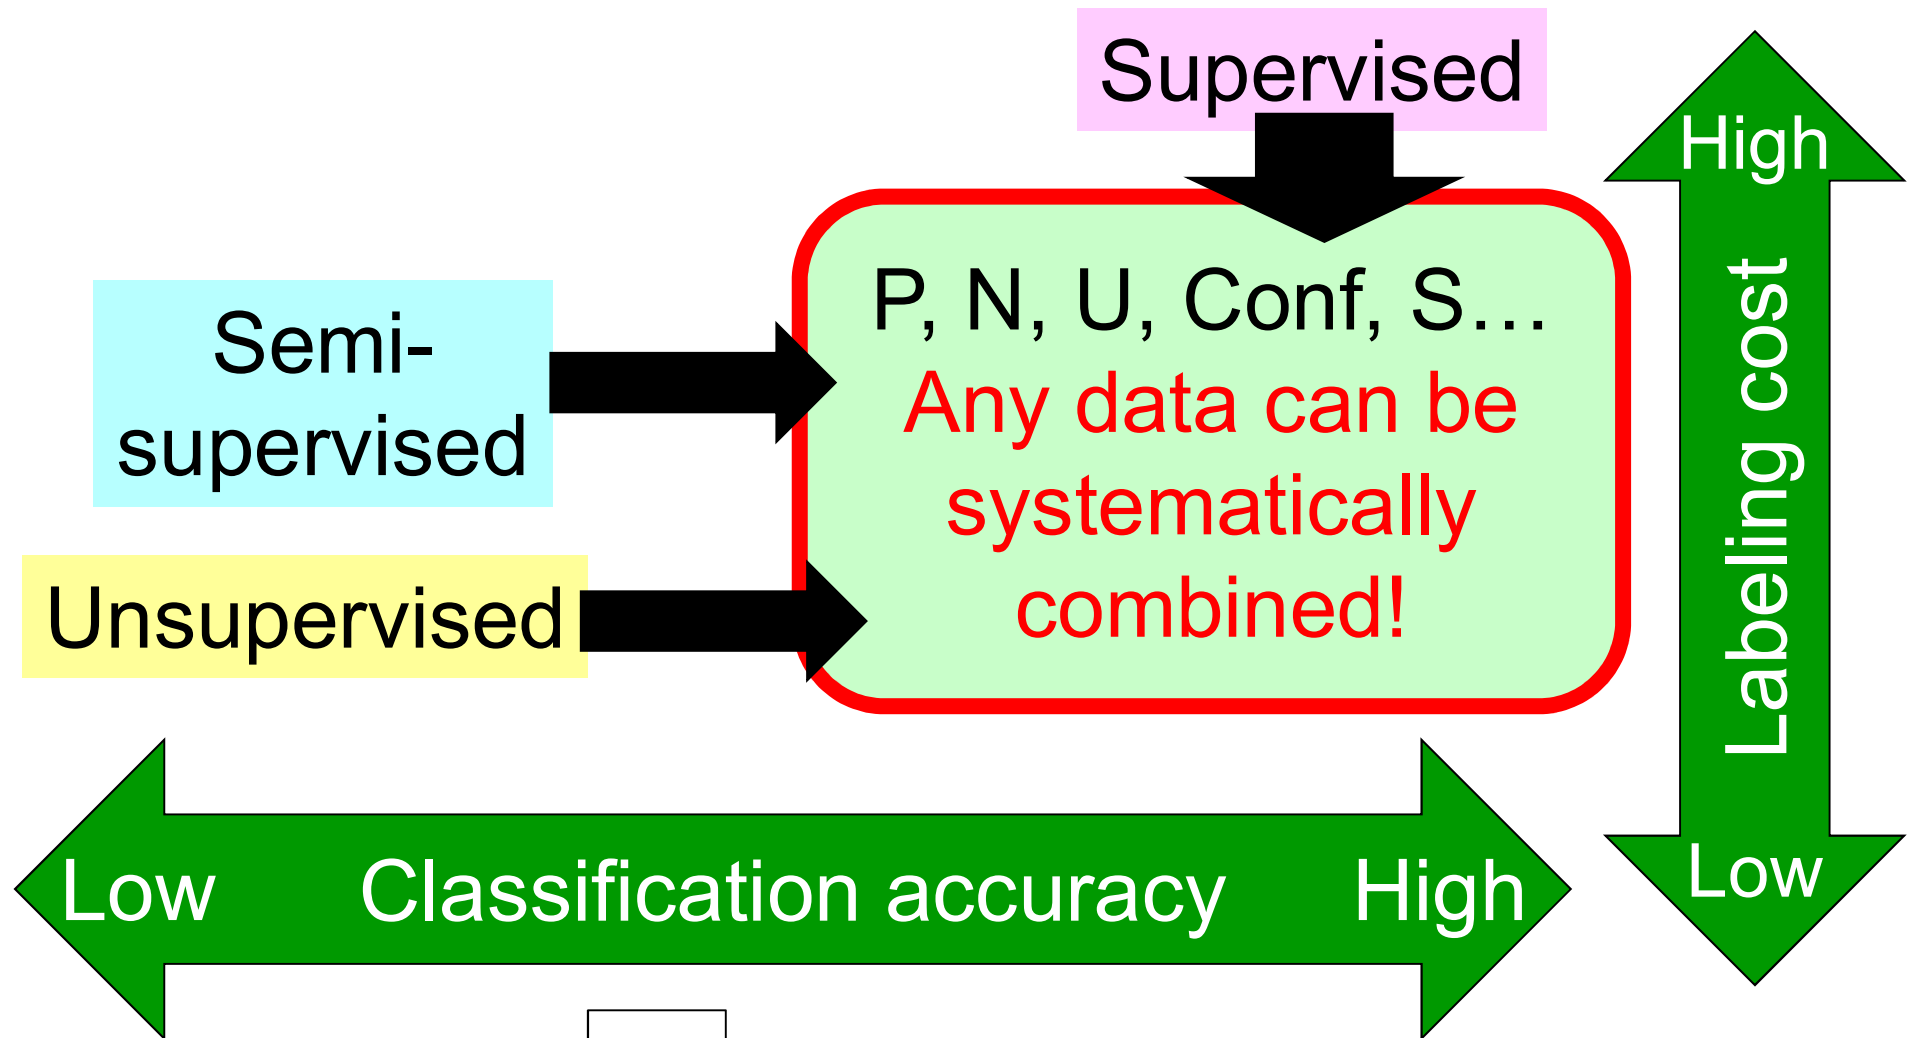 Supervised
High
P, N, U, Conf, S…
Semi-
supervised
Any data can be
systematically
combined!
Unsupervised
Labeling cost
Low
Low Classification accuracy High